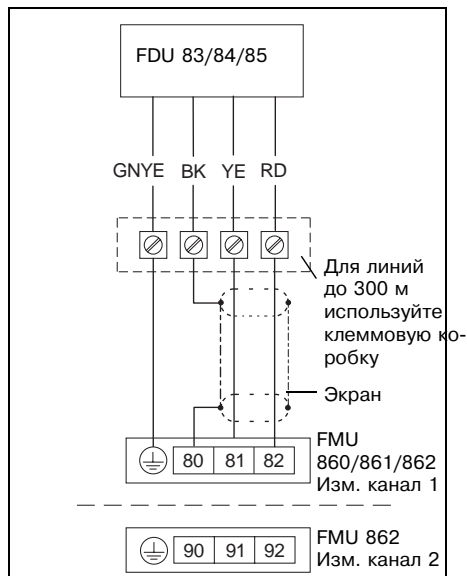 FDU 83/84/85
GNYE BK YE RD
Для линий
до 300 м
используйте
клеммовую ко-
робку
Экран
FMU
860/861/862
Изм. канал 1
80 81 82
FMU 862
Изм. канал 2
90 91 92